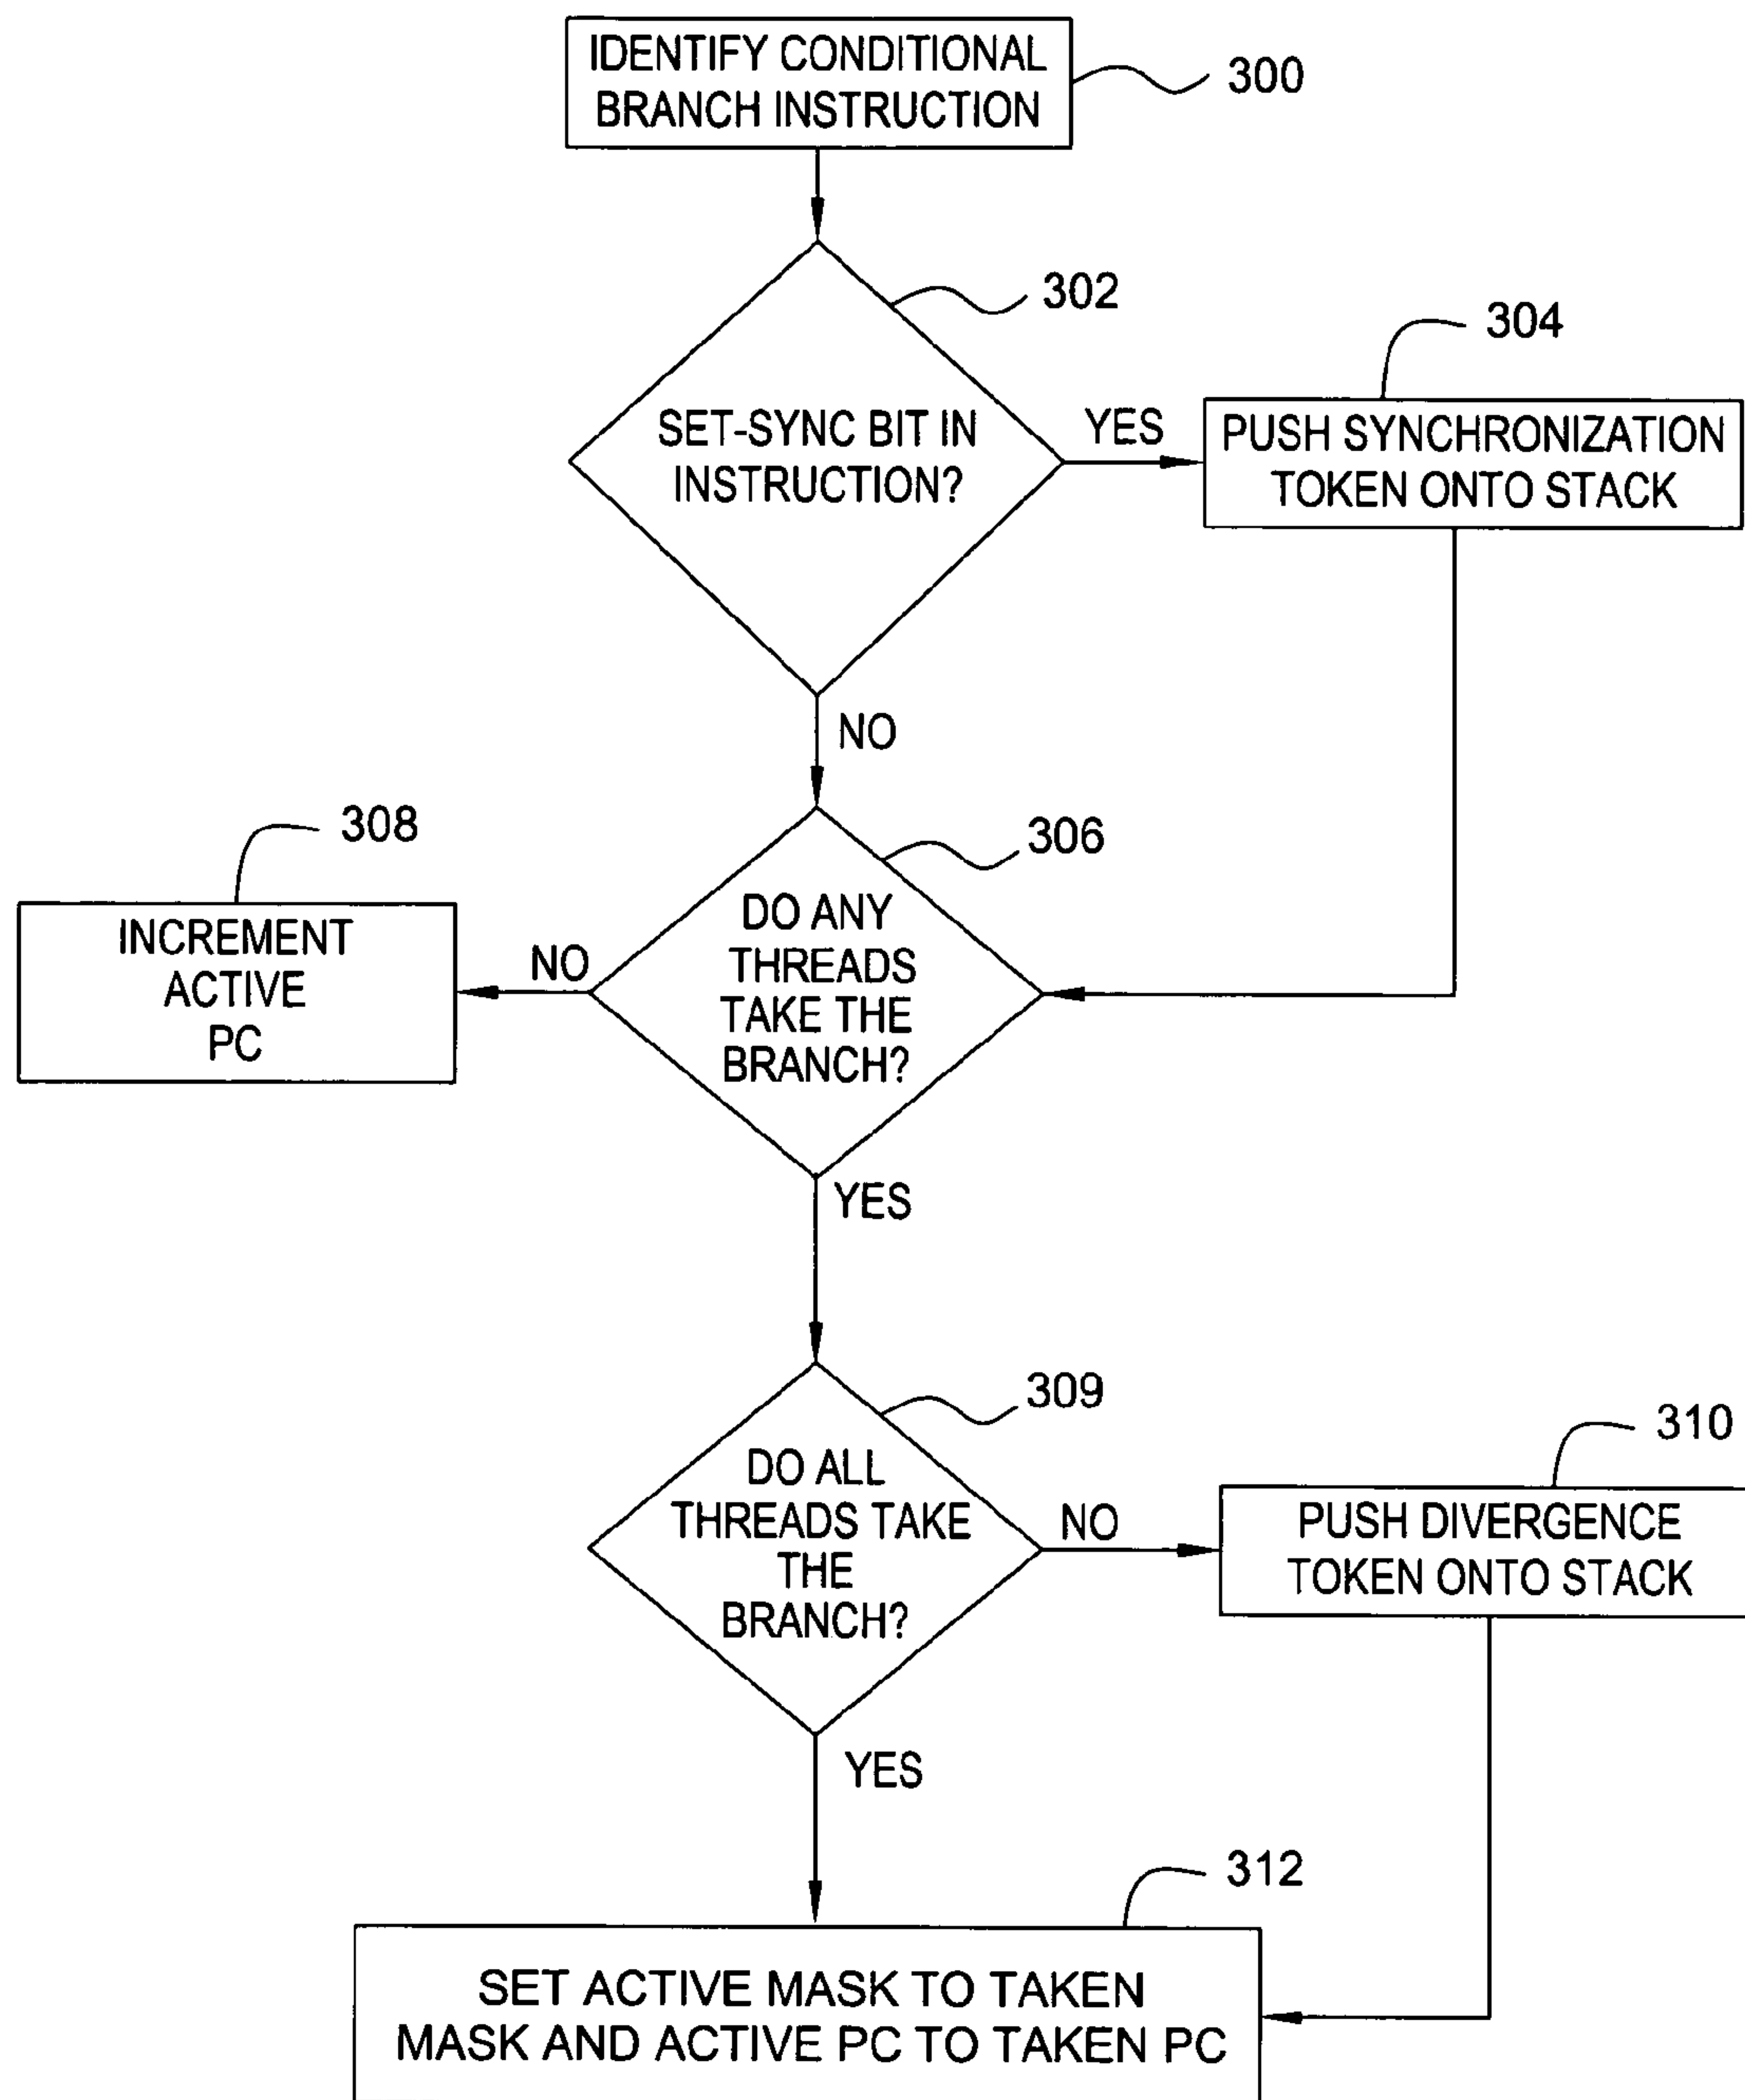 IDENTIFY CONDITIONAL
BRANCH INSTRUCTION
300
302
304
SET-SYNC BIT IN
INSTRUCTION?
YES
PUSH SYNCHRONIZATION
TOKEN ONTO STACK
NO
308
306
INCREMENT
ACTIVE
PC
NO
DO ANY
THREADS
TAKE THE
BRANCH?
YES
309
310
DO ALL
THREADS TAKE
THE
BRANCH?
NO
PUSH DIVERGENCE
TOKEN ONTO STACK
YES
312
SET ACTIVE MASK TO TAKEN
MASK AND ACTIVE PC TO TAKEN PC